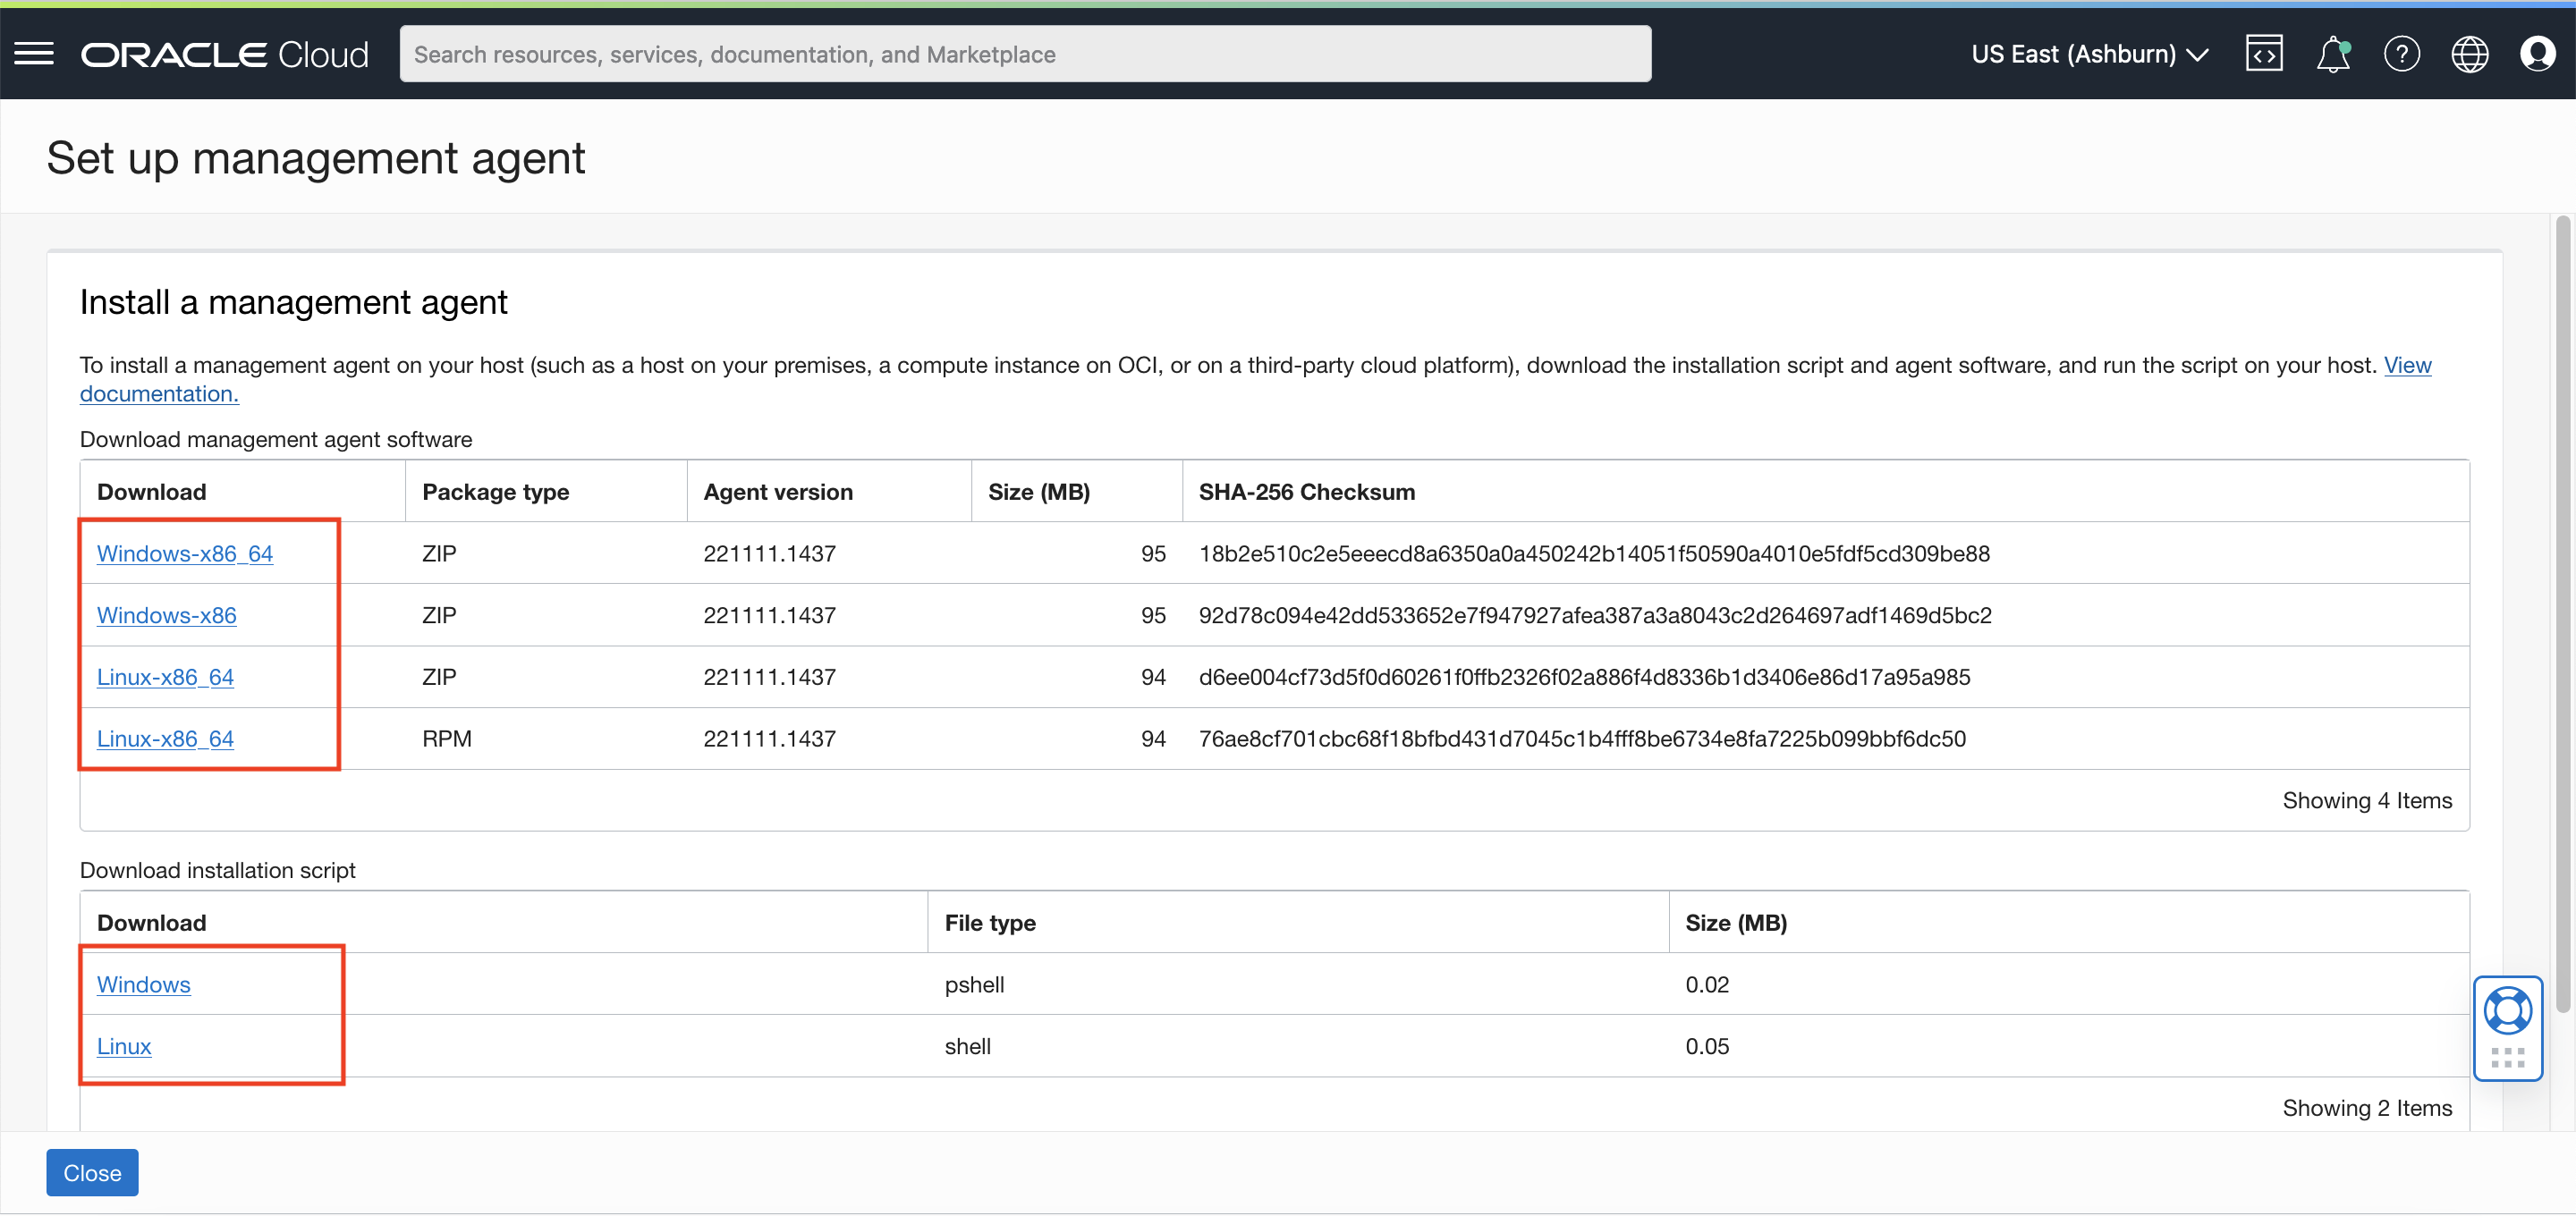 ORACLE Cloud
Search resources, services, documentation, and Marketplace
US East (Ashburn)
Set up management agent
Install a management agent
To install a management agent on your host (such as a host on your premises, a compute instance on OCI, or on a third-party cloud platform), download the installation script and agent software, and run the script on your host. View
documentation.
Download management agent software
Download Package type Agent version Size (MB) SHA-256 Checksum
Windows-x86_64 ZIP 221111.1437 95 18b2e510c2e5eeecd8a6350a0a450242b14051f50590a4010e5fdf5cd309be88
Windows-x86 ZIP 221111.1437 95 92d78c094e42dd533652e7f947927afea387a3a8043c2d264697adf1469d5bc2
Linux-x86_64 ZIP 221111.1437 94 d6ee004cf73d5f0d60261f0ffb2326f02a886f4d8336b1d3406e86d17a95a985
Linux-x86_64 RPM 221111.1437 94 76ae8cf701cbc68f18bfbd431d7045c1b4fff8be6734e8fa7225b099bbf6dc50
Showing 4 Items
Download installation script
Download File type Size (MB)
Windows pshell 0.02
Linux shell 0.05
Showing 2 Items
Close